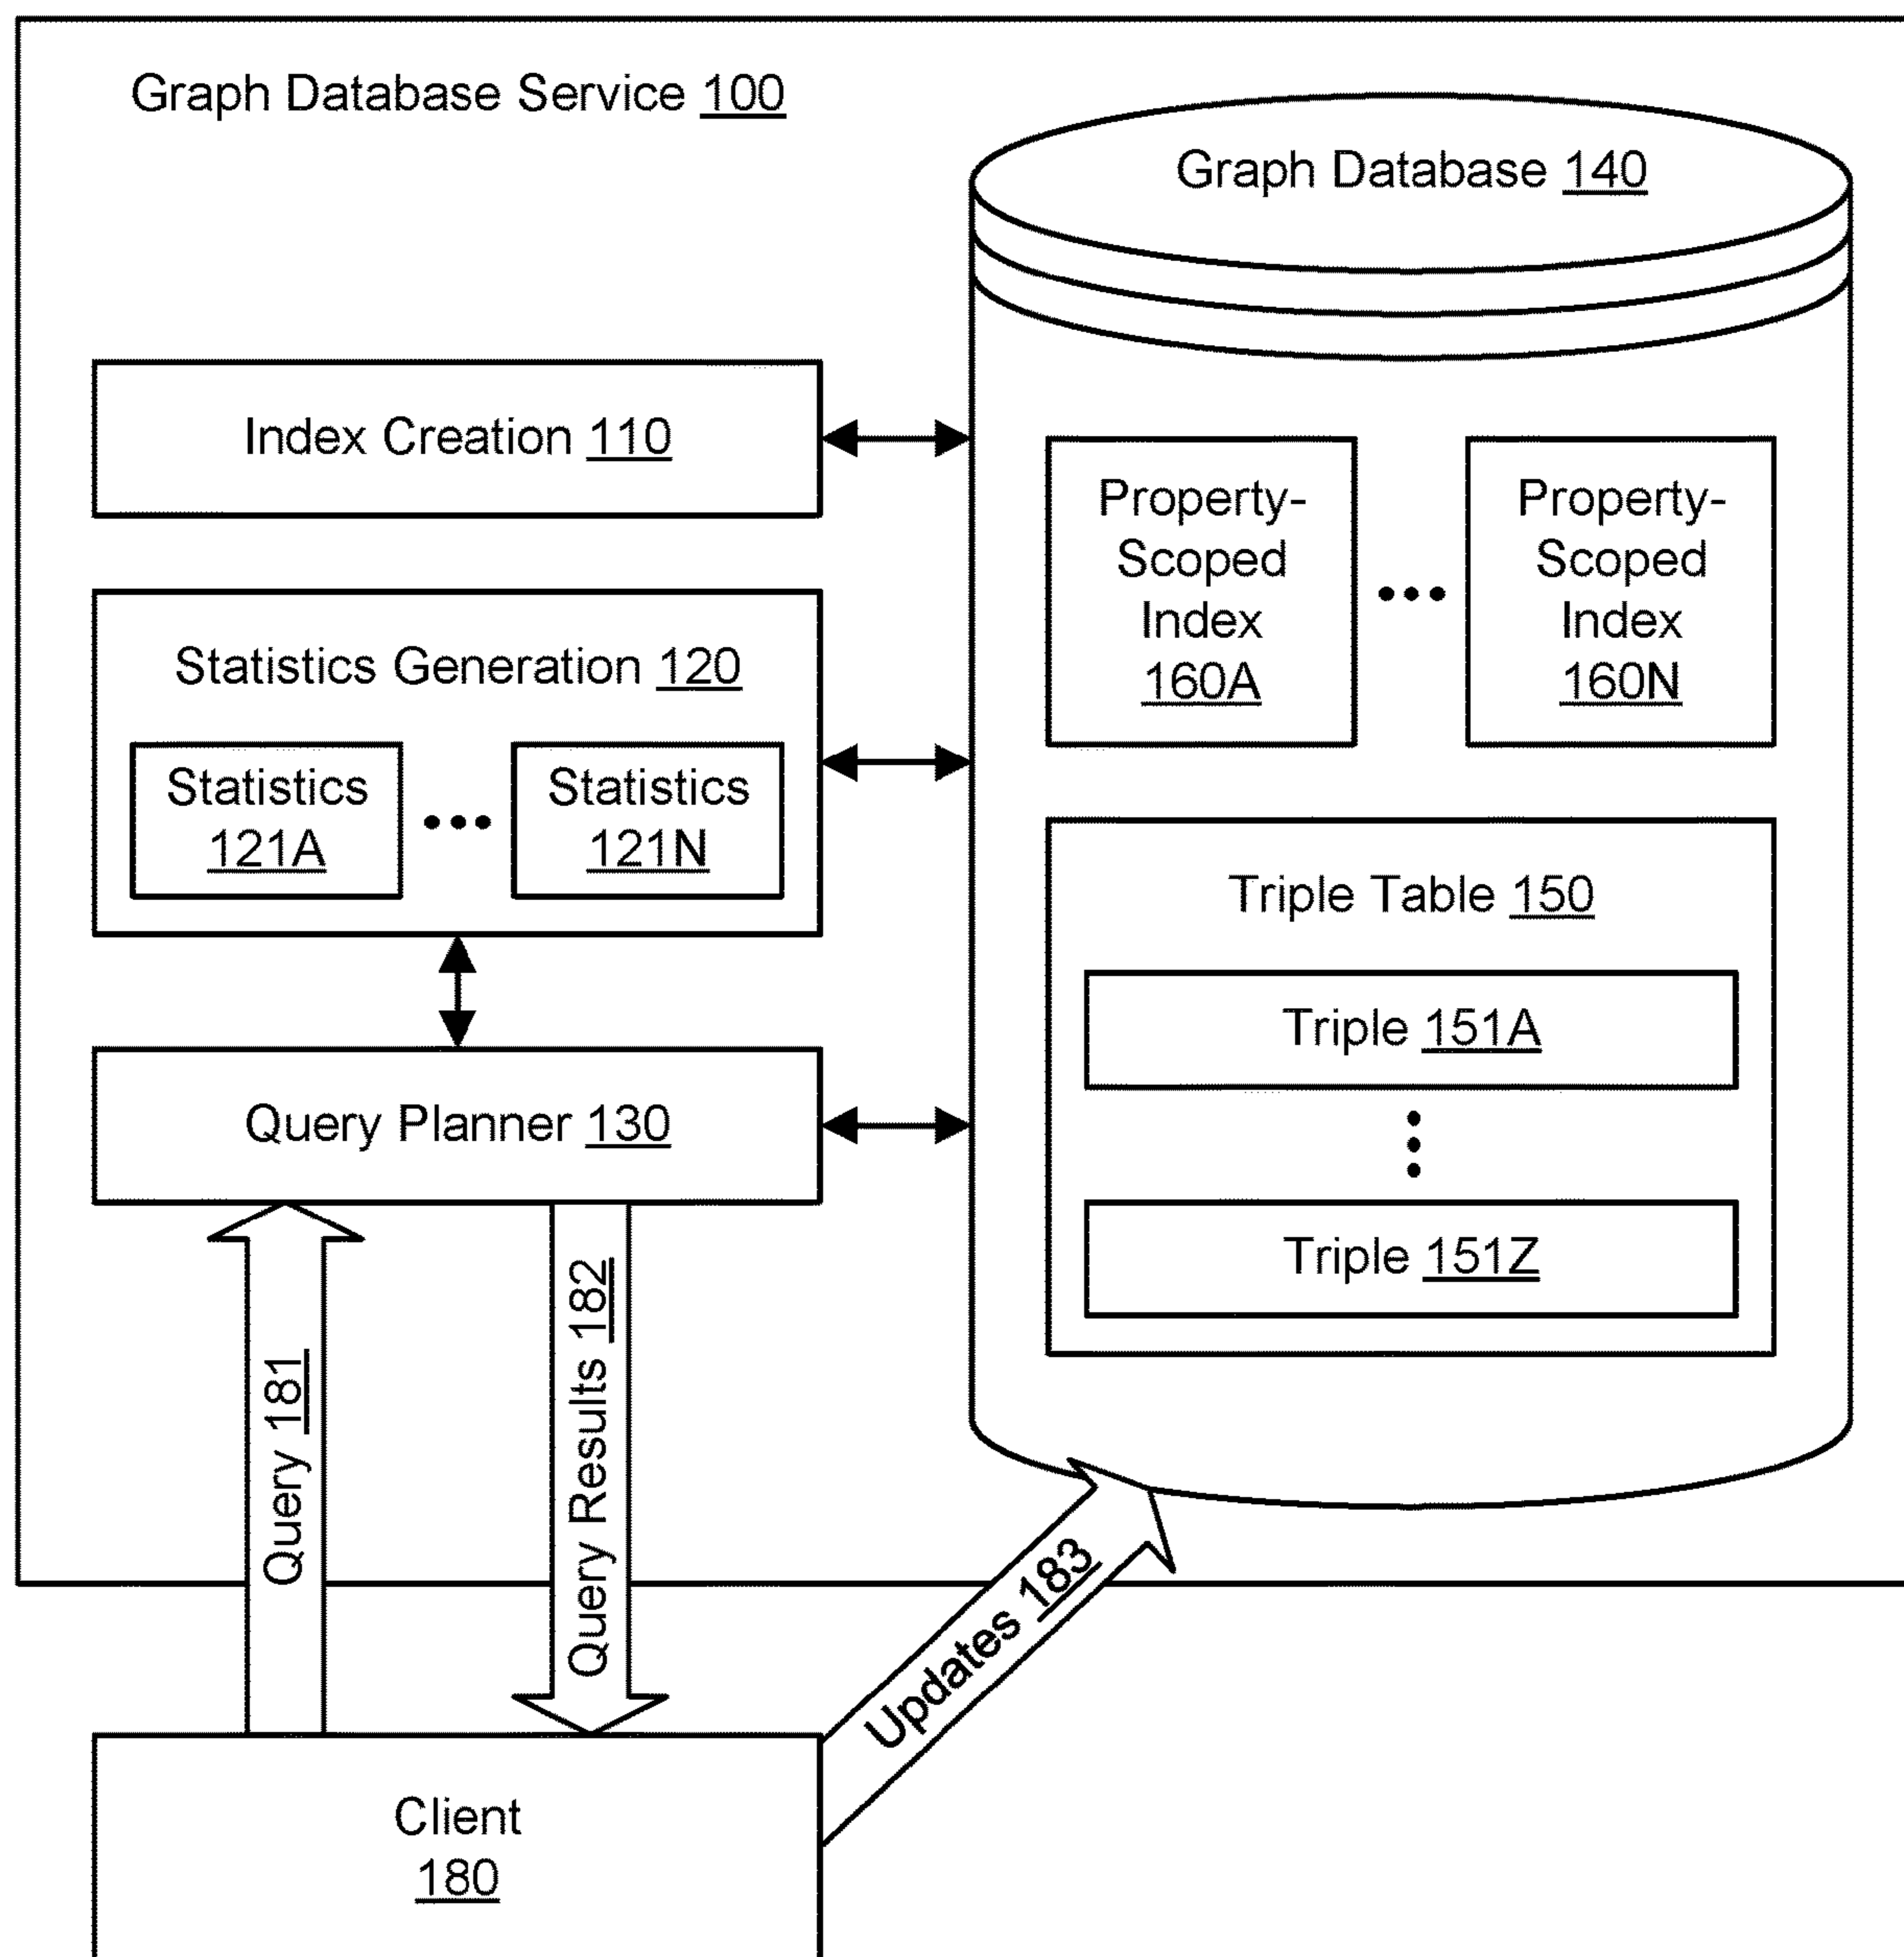 Graph Database Service 100
Graph Database 140
Index Creation 110
Property-
Scoped
Index
160A
Property-
Scoped
Index
160N
Statistics Generation 120
Statistics
121A
Statistics
121N
Triple Table 150
Triple 151A
Triple 151Z
Query Planner 130
Query 181
Query Results 182
Updates 183
Client
180